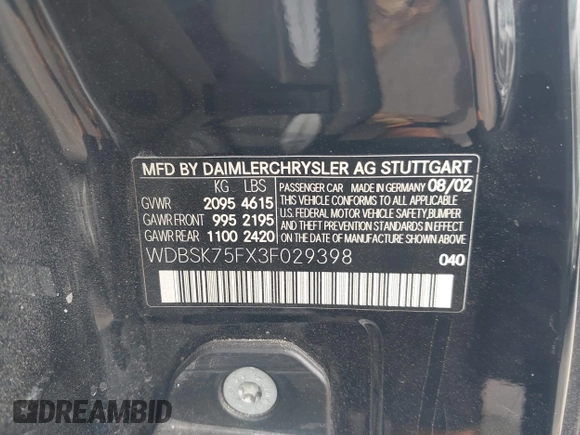 MFD BY DAIMLERCHRYSLER AG STUTTGART
KG LBS
GVWR 2095 4615
GAWR FRONT 995 2195
GAWR REAR 1100 2420
PASSENGER CAR MADE IN GERMANY 08/02
THIS VEHICLE CONFORMS TO ALL APPLICABLE
U.S. FEDERAL MOTOR VEHICLE SAFETY, BUMPER
AND THEFT PREVENTION STANDARDS IN EFFECT
ON THE DATE OF MANUFACTURE SHOWN ABOVE
WDBSK75FX3F029398 040
DREAMBID